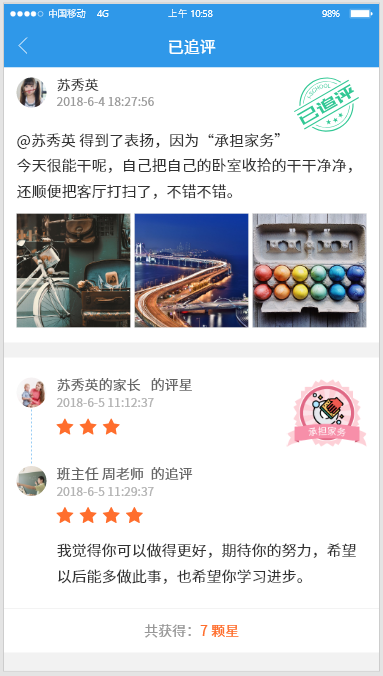 中国移动 4G 上午 10:58 98%
已追评
苏秀英
2018-6-4 18:27:56
SCHOOL
已追评
@苏秀英 得到了表扬，因为“承担家务”
今天很能干呢，自己把自己的卧室收拾的干干净净，
还顺便把客厅打扫了，不错不错。
苏秀英的家长 的评星
2018-6-5 11:12:37
承担家务
班主任 周老师 的追评
2018-6-5 11:29:37
我觉得你可以做得更好，期待你的努力，希望
以后能多做此事，也希望你学习进步。
共获得：7 颗星